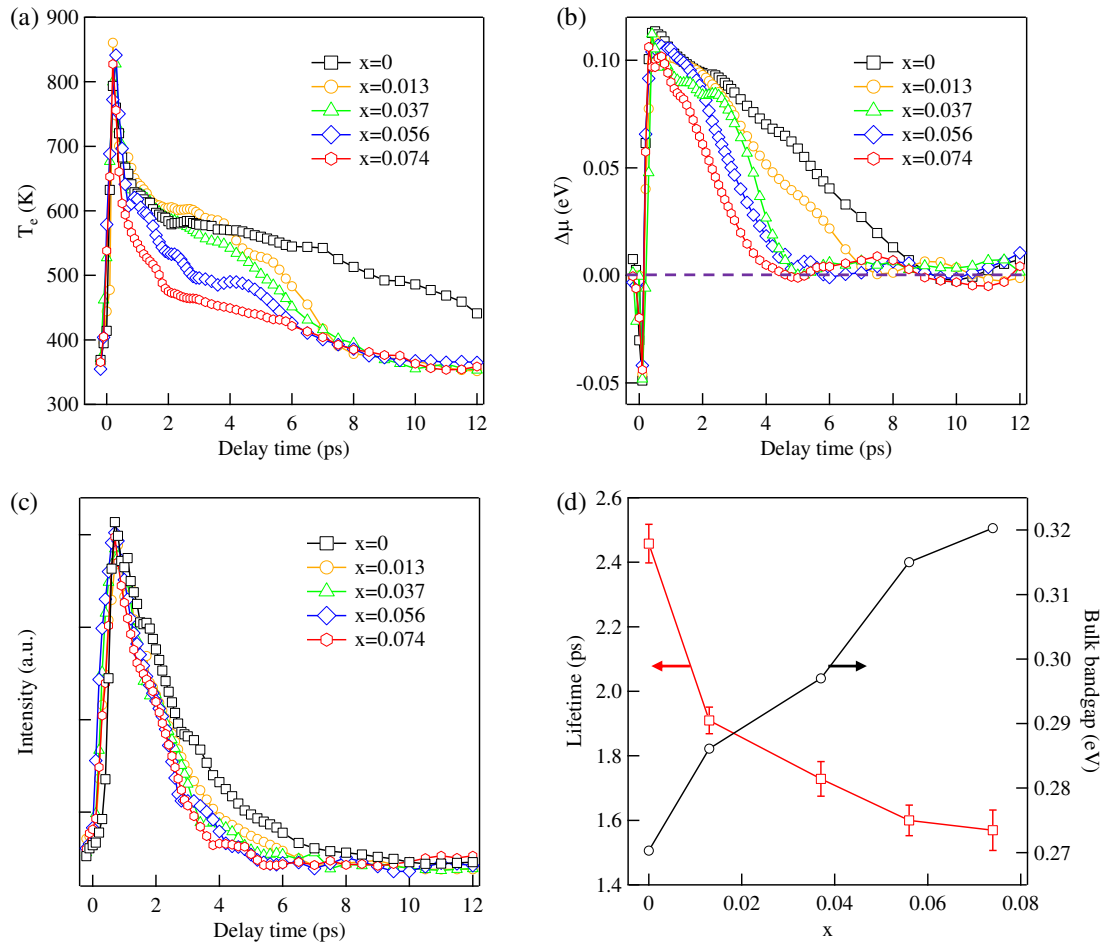 (a)
900
800
700
600
500
400
300
T_e (K)
0 2 4 6 8 10 12
Delay time (ps)
x=0
x=0.013
x=0.037
x=0.056
x=0.074
(b)
0.10
0.05
0.00
-0.05
Δμ (eV)
0 2 4 6 8 10 12
Delay time (ps)
x=0
x=0.013
x=0.037
x=0.056
x=0.074
(c)
Intensity (a.u.)
0 2 4 6 8 10 12
Delay time (ps)
x=0
x=0.013
x=0.037
x=0.056
x=0.074
(d)
2.6
2.4
2.2
2.0
1.8
1.6
1.4
Lifetime (ps)
0 0.02 0.04 0.06 0.08
x
0.32
0.31
0.30
0.29
0.28
0.27
Bulk bandgap (eV)